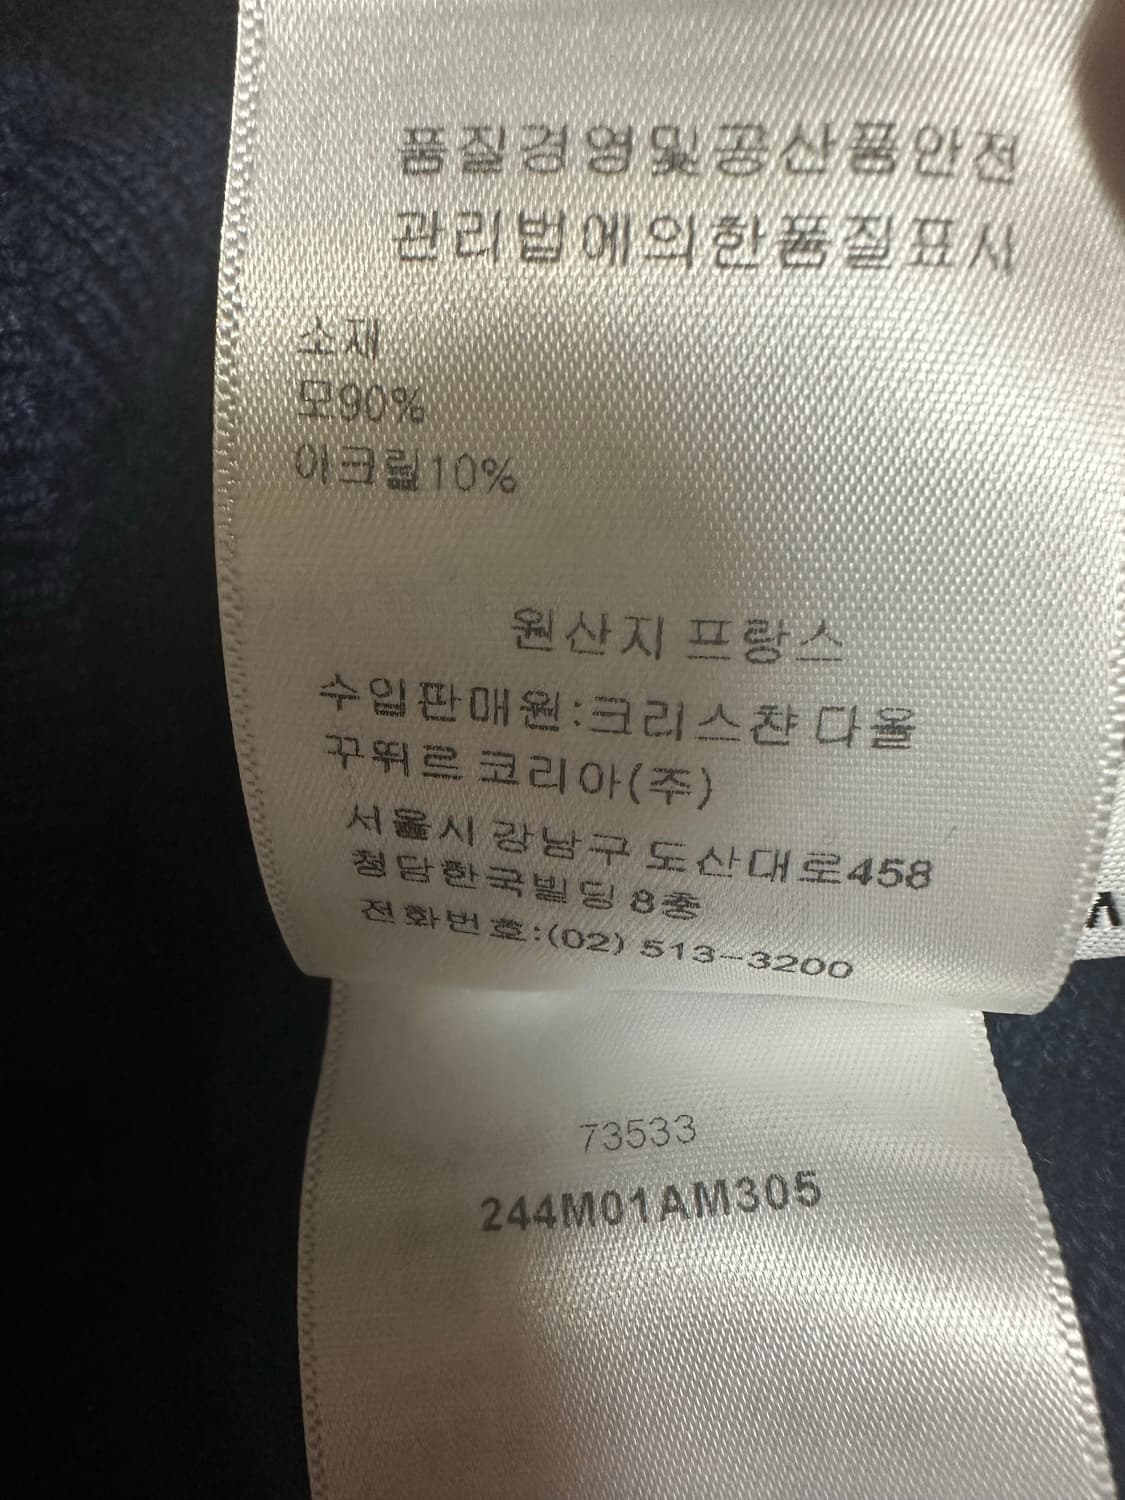 품질경영및공산품안전
관리법에의한품질표시
소재
모90%
아크릴10%
원산지 프랑스
수입판매원:크리스챤 다올
꾸뛰르 코리아(주)
서울시 강남구 도산대로458
청담한국빌딩 8층
전화번호:(02) 513-3200
73533
244M01AM305